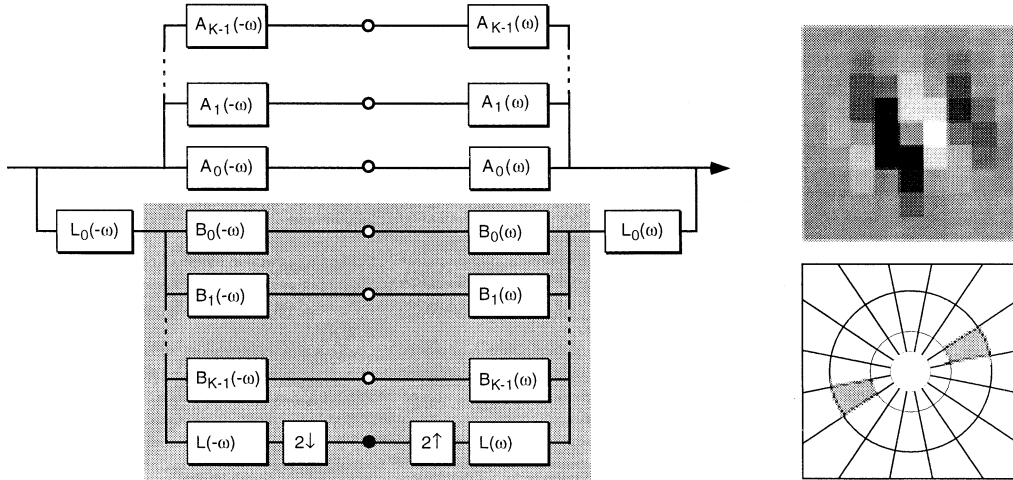 A_{K-1}(-ω) A_{K-1}(ω)
A_1(-ω) A_1(ω)
A_0(-ω) A_0(ω)
L_0(-ω) B_0(-ω) B_0(ω) L_0(ω)
B_1(-ω) B_1(ω)
B_{K-1}(-ω) B_{K-1}(ω)
L(-ω) 2↓ 2↑ L(ω)